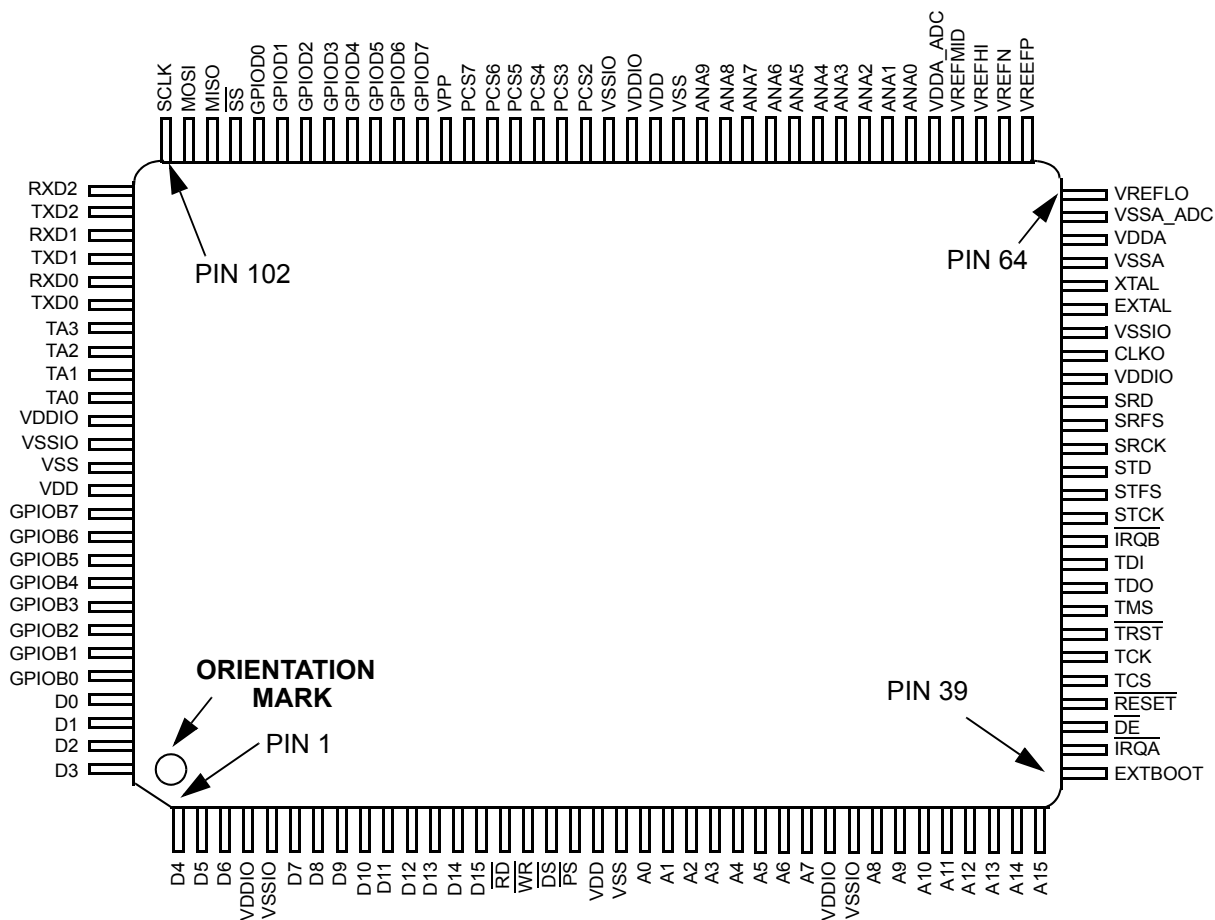 SCLK
MOSI
MISO
SS
GPIOD0
GPIOD1
GPIOD2
GPIOD3
GPIOD4
GPIOD5
GPIOD6
GPIOD7
VPP
PCS7
PCS6
PCS5
PCS4
PCS3
PCS2
VSSIO
VDDIO
VDD
VSS
ANA9
ANA8
ANA7
ANA6
ANA5
ANA4
ANA3
ANA2
ANA1
ANA0
VDDA_ADC
VREFMID
VREFHI
VREFN
VREEFP
RXD2
TXD2
RXD1
TXD1
RXD0
TXD0
TA3
TA2
TA1
TA0
VDDIO
VSSIO
VSS
VDD
GPIOB7
GPIOB6
GPIOB5
GPIOB4
GPIOB3
GPIOB2
GPIOB1
GPIOB0
D0
D1
D2
D3
PIN 102
PIN 64
ORIENTATION
MARK
PIN 1
PIN 39
VREFLO
VSSA_ADC
VDDA
VSSA
XTAL
EXTAL
VSSIO
CLKO
VDDIO
SRD
SRFS
SRCK
STD
STFS
STCK
IRQB
TDI
TDO
TMS
TRST
TCK
TCS
RESET
DE
IRQA
EXTBOOT
D4
D5
D6
VDDIO
VSSIO
D7
D8
D9
D10
D11
D12
D13
D14
D15
RD
WR
DS
PS
VDD
VSS
A0
A1
A2
A3
A4
A5
A6
A7
VDDIO
VSSIO
A8
A9
A10
A11
A12
A13
A14
A15